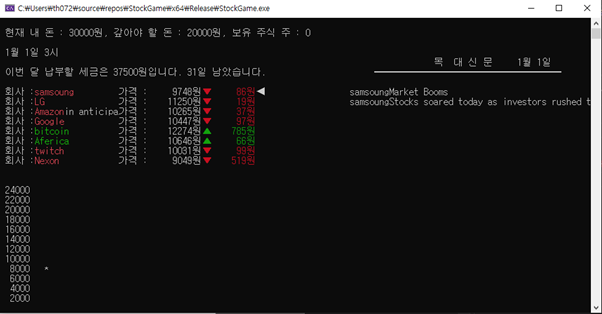 C:\Users\th072\source\repos\StockGame\x64\Release\StockGame.exe
현재 내 돈 : 30000원, 갚아야 할 돈 : 20000원, 보유 주식 주 : 0
1월 1일 3시
이번 달 납부할 세금은 37500원입니다. 31일 남았습니다.
목 대 신 문 1월 1일
회사 :samsoung 가격 : 9748원▼ 86원◀
회사 :LG 가격 : 11250원▼ 19원
회사 :Amazonin anticipa가격 : 10265원▼ 37원
회사 :Google 가격 : 10447원▼ 97원
회사 :bitcoin 가격 : 12274원▲ 785원
회사 :Aferica 가격 : 10646원▲ 66원
회사 :twitch 가격 : 10031원▼ 98원
회사 :Nexon 가격 : 9049원▼ 519원
samsoungMarket Booms
samsoungStocks soared today as investors rushed t
24000
22000
20000
18000
16000
14000
12000
10000
8000 *
6000
4000
2000